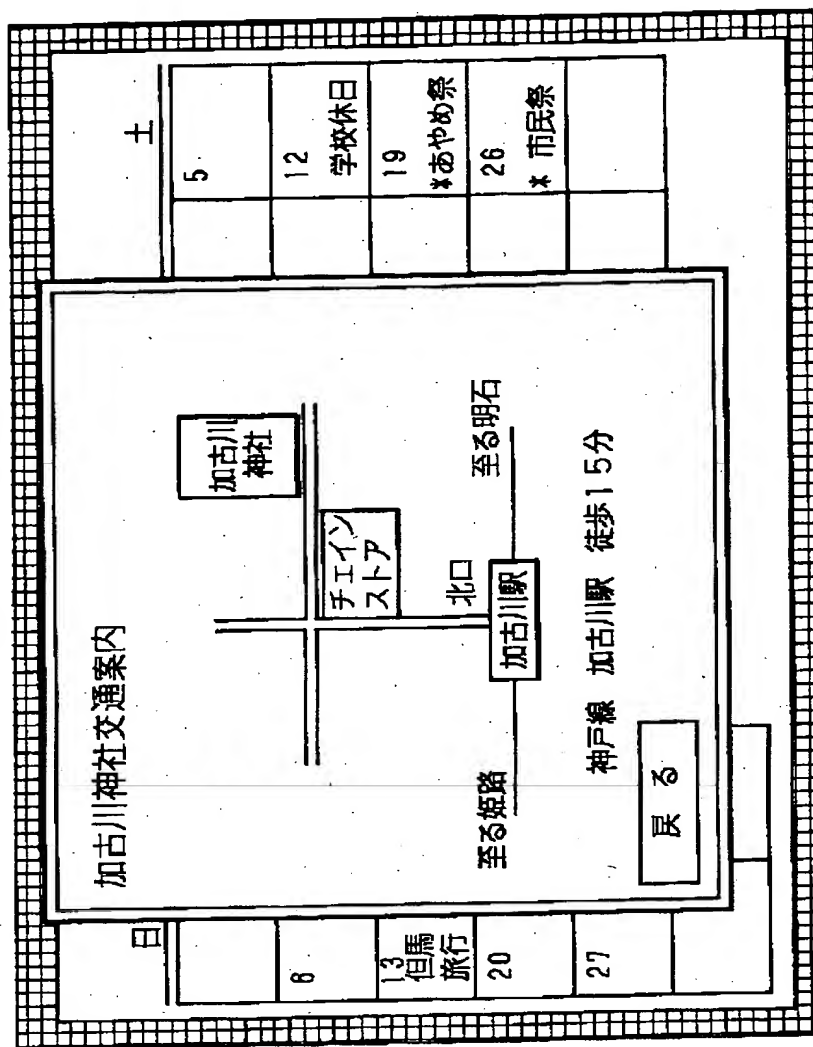 日
土
5
6
12
学校休日
13
但馬
旅行
19
*あやめ祭
20
26
* 市民祭
27
加古川神社交通案内
加古川
神社
チェイン
ストア
北口
至る姫路
加古川駅
至る明石
神戸線 加古川駅 徒歩15分
戻る